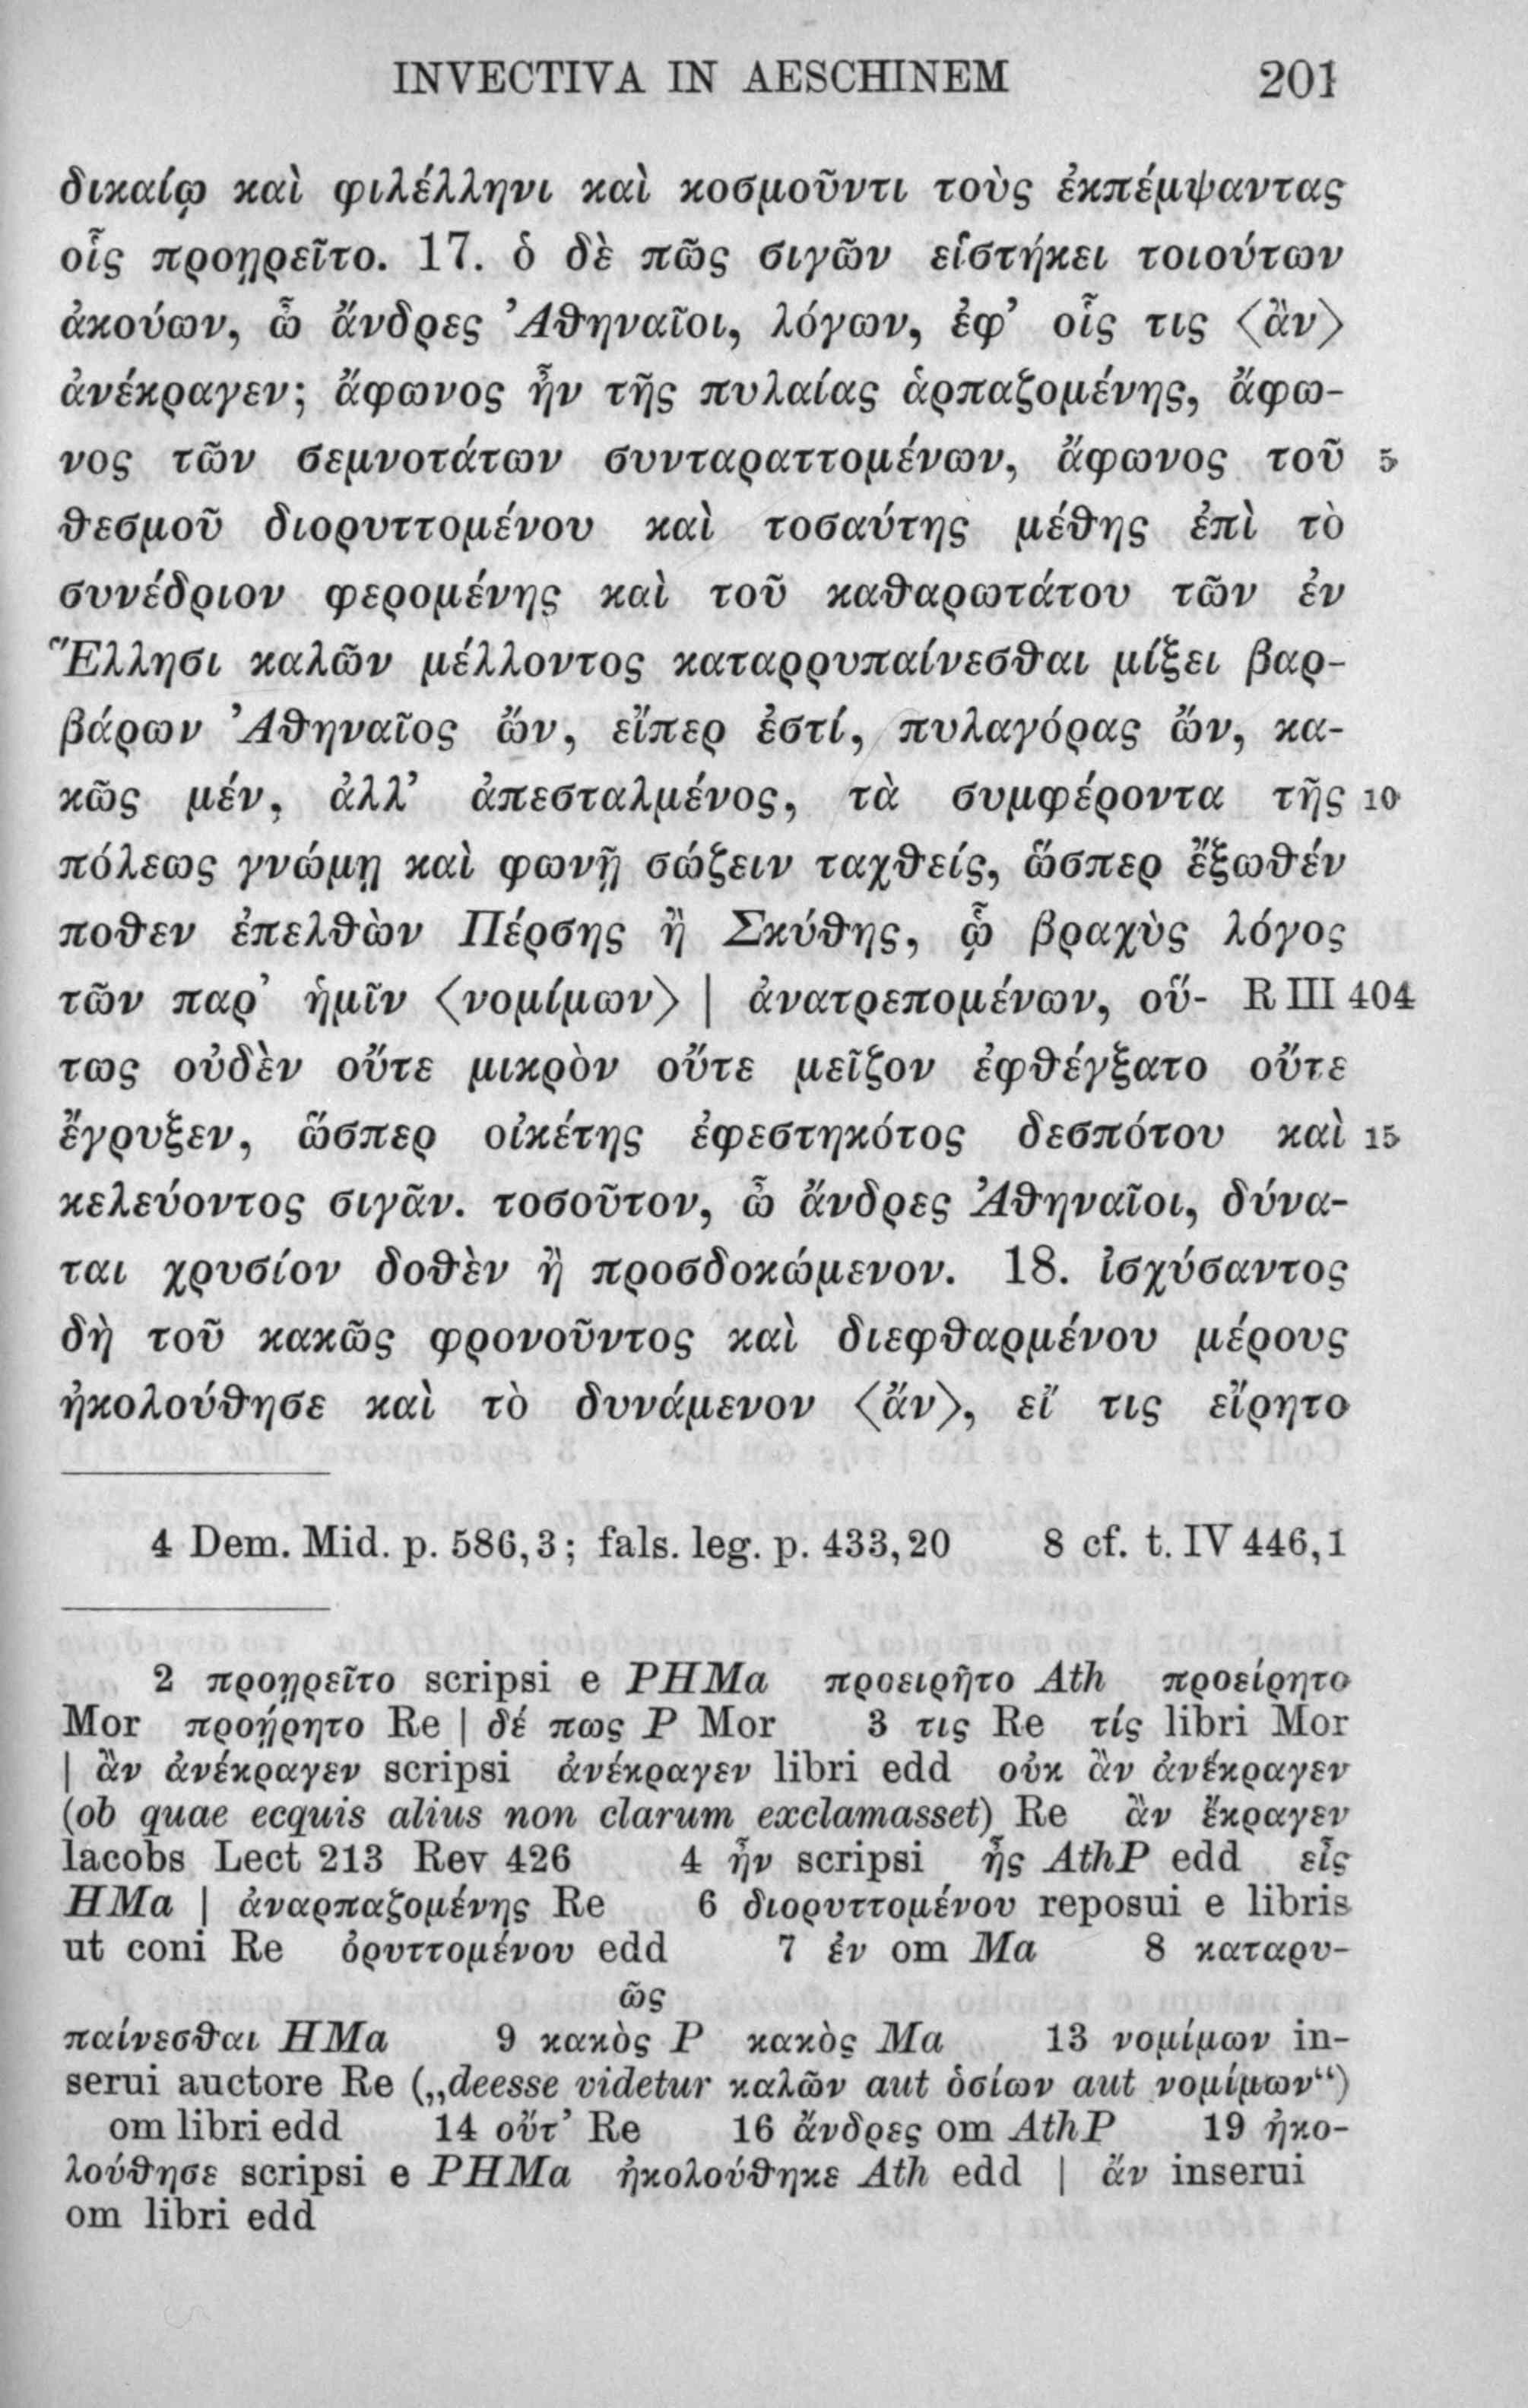 INVECTIVA IN AESCHINEM 201
δικαίῳ καὶ φιλέλληνι καὶ κοσμοῦντι τοὺς ἐκπέμψαντας
οἷς προῃρεῖτο. 17. ὁ δὲ πῶς σιγῶν εἱστήκει τοιούτων
ἀκούων, ὦ ἄνδρες Ἀθηναῖοι, λόγων, ἐφ’ οἷς τις ⟨ἂν⟩
ἀνέκραγεν; ἄφωνος ἦν τῆς πυλαίας ἁρπαζομένης, ἄφω-
νος τῶν σεμνοτάτων συνταραττομένων, ἄφωνος τοῦ 5
θεσμοῦ διορυττομένου καὶ τοσαύτης μέθης ἐπὶ τὸ
συνέδριον φερομένης καὶ τοῦ καθαρωτάτου τῶν ἐν
Ἕλλησι καλῶν μέλλοντος καταρρυπαίνεσθαι μίξει βαρ-
βάρων Ἀθηναῖος ὤν, εἴπερ ἐστί, πυλαγόρας ὤν, κα-
κῶς μέν, ἀλλ’ ἀπεσταλμένος, τὰ συμφέροντα τῆς 10
πόλεως γνώμῃ καὶ φωνῇ σώζειν ταχθείς, ὥσπερ ἔξωθέν
ποθεν ἐπελθὼν Πέρσης ἢ Σκύθης, ᾧ βραχὺς λόγος
τῶν παρ’ ἡμῖν ⟨νομίμων⟩ | ἀνατρεπομένων, οὕ- R III 404
τως οὐδὲν οὔτε μικρὸν οὔτε μεῖζον ἐφθέγξατο οὔτε
ἔγρυξεν, ὥσπερ οἰκέτης ἐφεστηκότος δεσπότου καὶ 15
κελεύοντος σιγᾶν. τοσοῦτον, ὦ ἄνδρες Ἀθηναῖοι, δύνα-
ται χρυσίον δοθὲν ἢ προσδοκώμενον. 18. ἰσχύσαντος
δὴ τοῦ κακῶς φρονοῦντος καὶ διεφθαρμένου μέρους
ἠκολούθησε καὶ τὸ δυνάμενον ⟨ἄν⟩, εἴ τις εἴρητο
4 Dem. Mid. p. 586,3; fals. leg. p. 433,20 8 cf. t. IV 446,1
2 προῃρεῖτο scripsi e PHMa προειρῆτο Ath προείρητο
Mor προῄρητο Re | δέ πως P Mor 3 τις Re τίς libri Mor
| ἂν ἀνέκραγεν scripsi ἀνέκραγεν libri edd οὐκ ἂν ἀνέκραγεν
(ob quae ecquis alius non clarum exclamasset) Re ἂν ἔκραγεν
Iacobs Lect 213 Rev 426 4 ἦν scripsi ἧς AthP edd εἷς
HMa | ἀναρπαζομένης Re 6 διορυττομένου reposui e libris
ut coni Re ὀρυττομένου edd 7 ἐν om Ma 8 καταρυ-
ῶς
παίνεσθαι HMa 9 κακὸς P κακὸς Ma 13 νομίμων in-
serui auctore Re („deesse videtur καλῶν aut ὁσίων aut νομίμων“)
om libri edd 14 οὔτ’ Re 16 ἄνδρες om AthP 19 ἠκο-
λούθησε scripsi e PHMa ἠκολούθηκε Ath edd | ἄν inserui
om libri edd